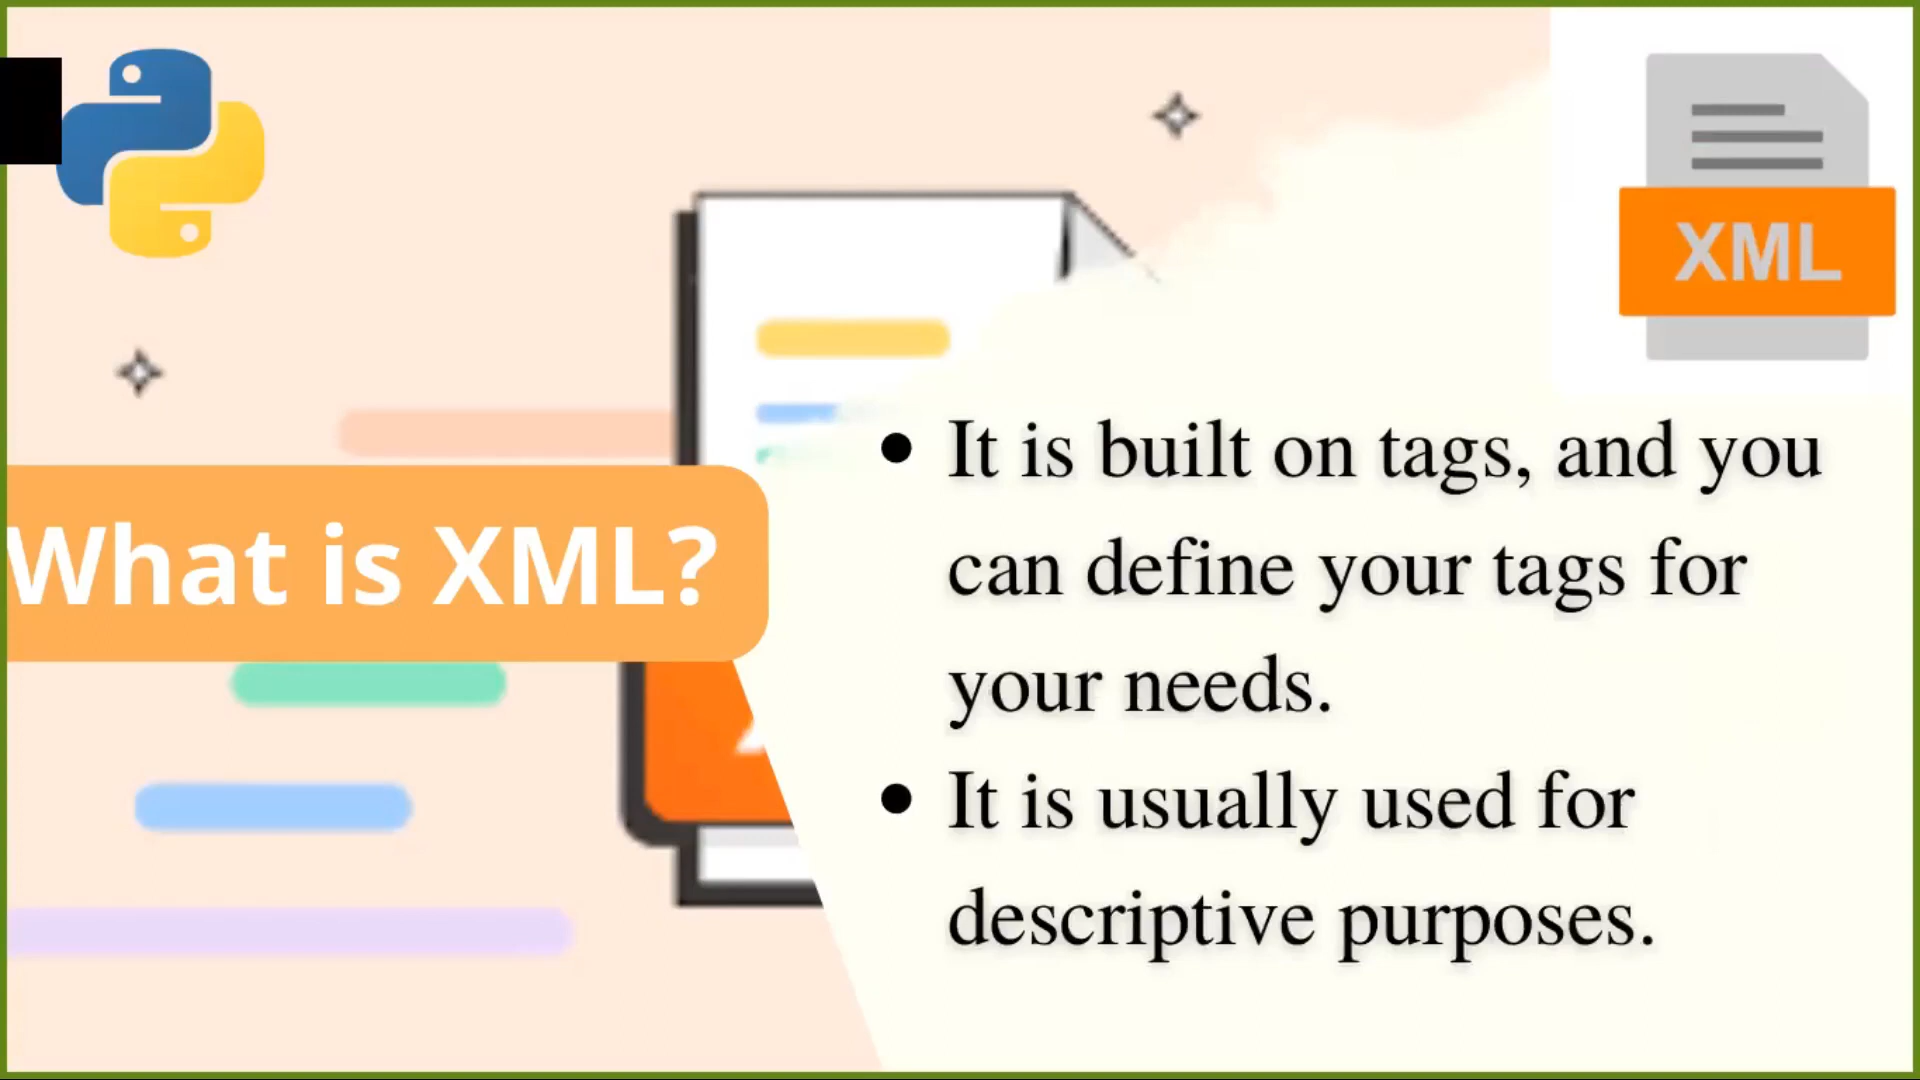 XML
What is XML?
• It is built on tags, and you
can define your tags for
your needs.
• It is usually used for
descriptive purposes.